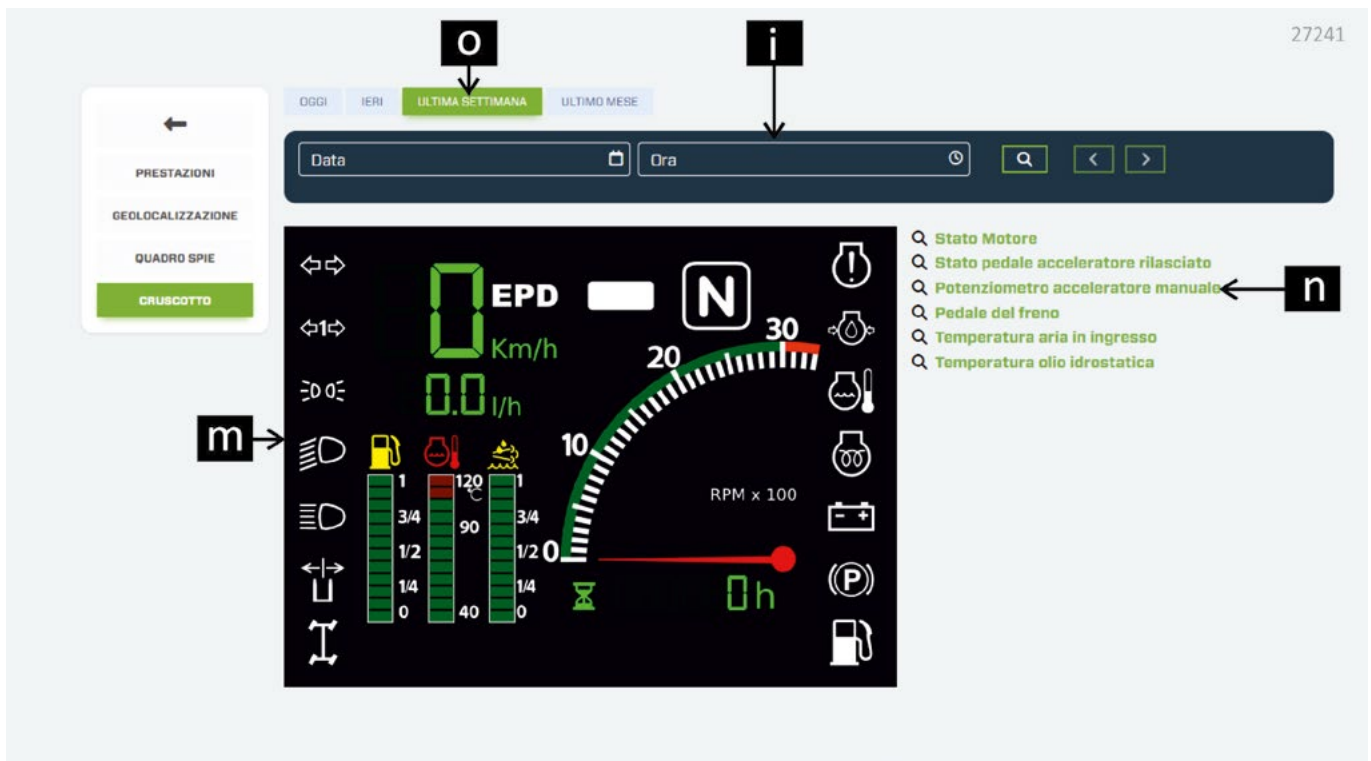 o
i
27241
OGGI IERI ULTIMA SETTIMANA ULTIMO MESE
Data Ora
PRESTAZIONI
GEOLOCALIZZAZIONE
QUADRO SPIE
CRUSCOTTO
Stato Motore
Stato pedale acceleratore rilasciato
Potenziometro acceleratore manuale
n
Pedale del freno
Temperatura aria in ingresso
Temperatura olio idrostatica
m
0 EPD N
Km/h
0.0 l/h
1
1 120 1
°C
3/4 90 3/4
1/2 1/2
1/4 1/4
0 40 0
0 10 20 30
RPM x 100
0 h
P